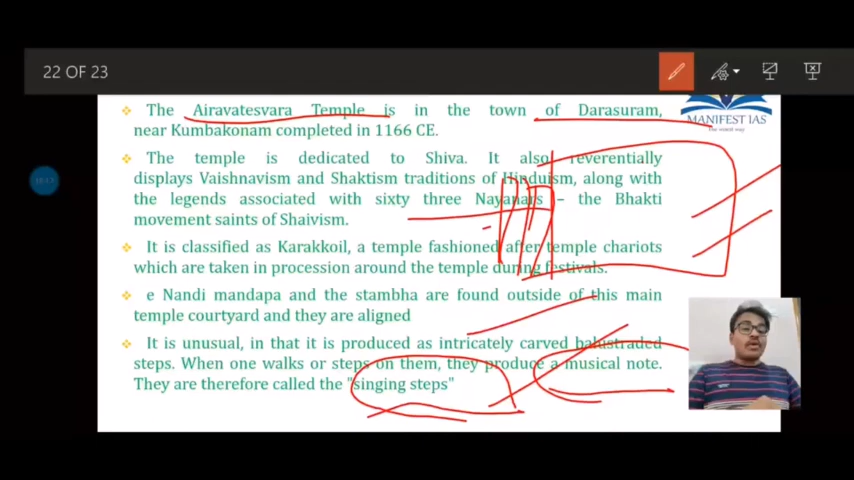 22 OF 23
The Airavatesvara Temple is in the town of Darasuram,
near Kumbakonam completed in 1166 CE.
MANIFEST IAS
The temple is dedicated to Shiva. It also reverentially
displays Vaishnavism and Shaktism traditions of Hinduism, along with
the legends associated with sixty three Nayanars – the Bhakti
movement saints of Shaivism.
It is classified as Karakkoil, a temple fashioned after temple chariots
which are taken in procession around the temple during festivals.
e Nandi mandapa and the stambha are found outside of this main
temple courtyard and they are aligned
It is unusual, in that it is produced as intricately carved balustraded
steps. When one walks or steps on them, they produce a musical note.
They are therefore called the "singing steps"